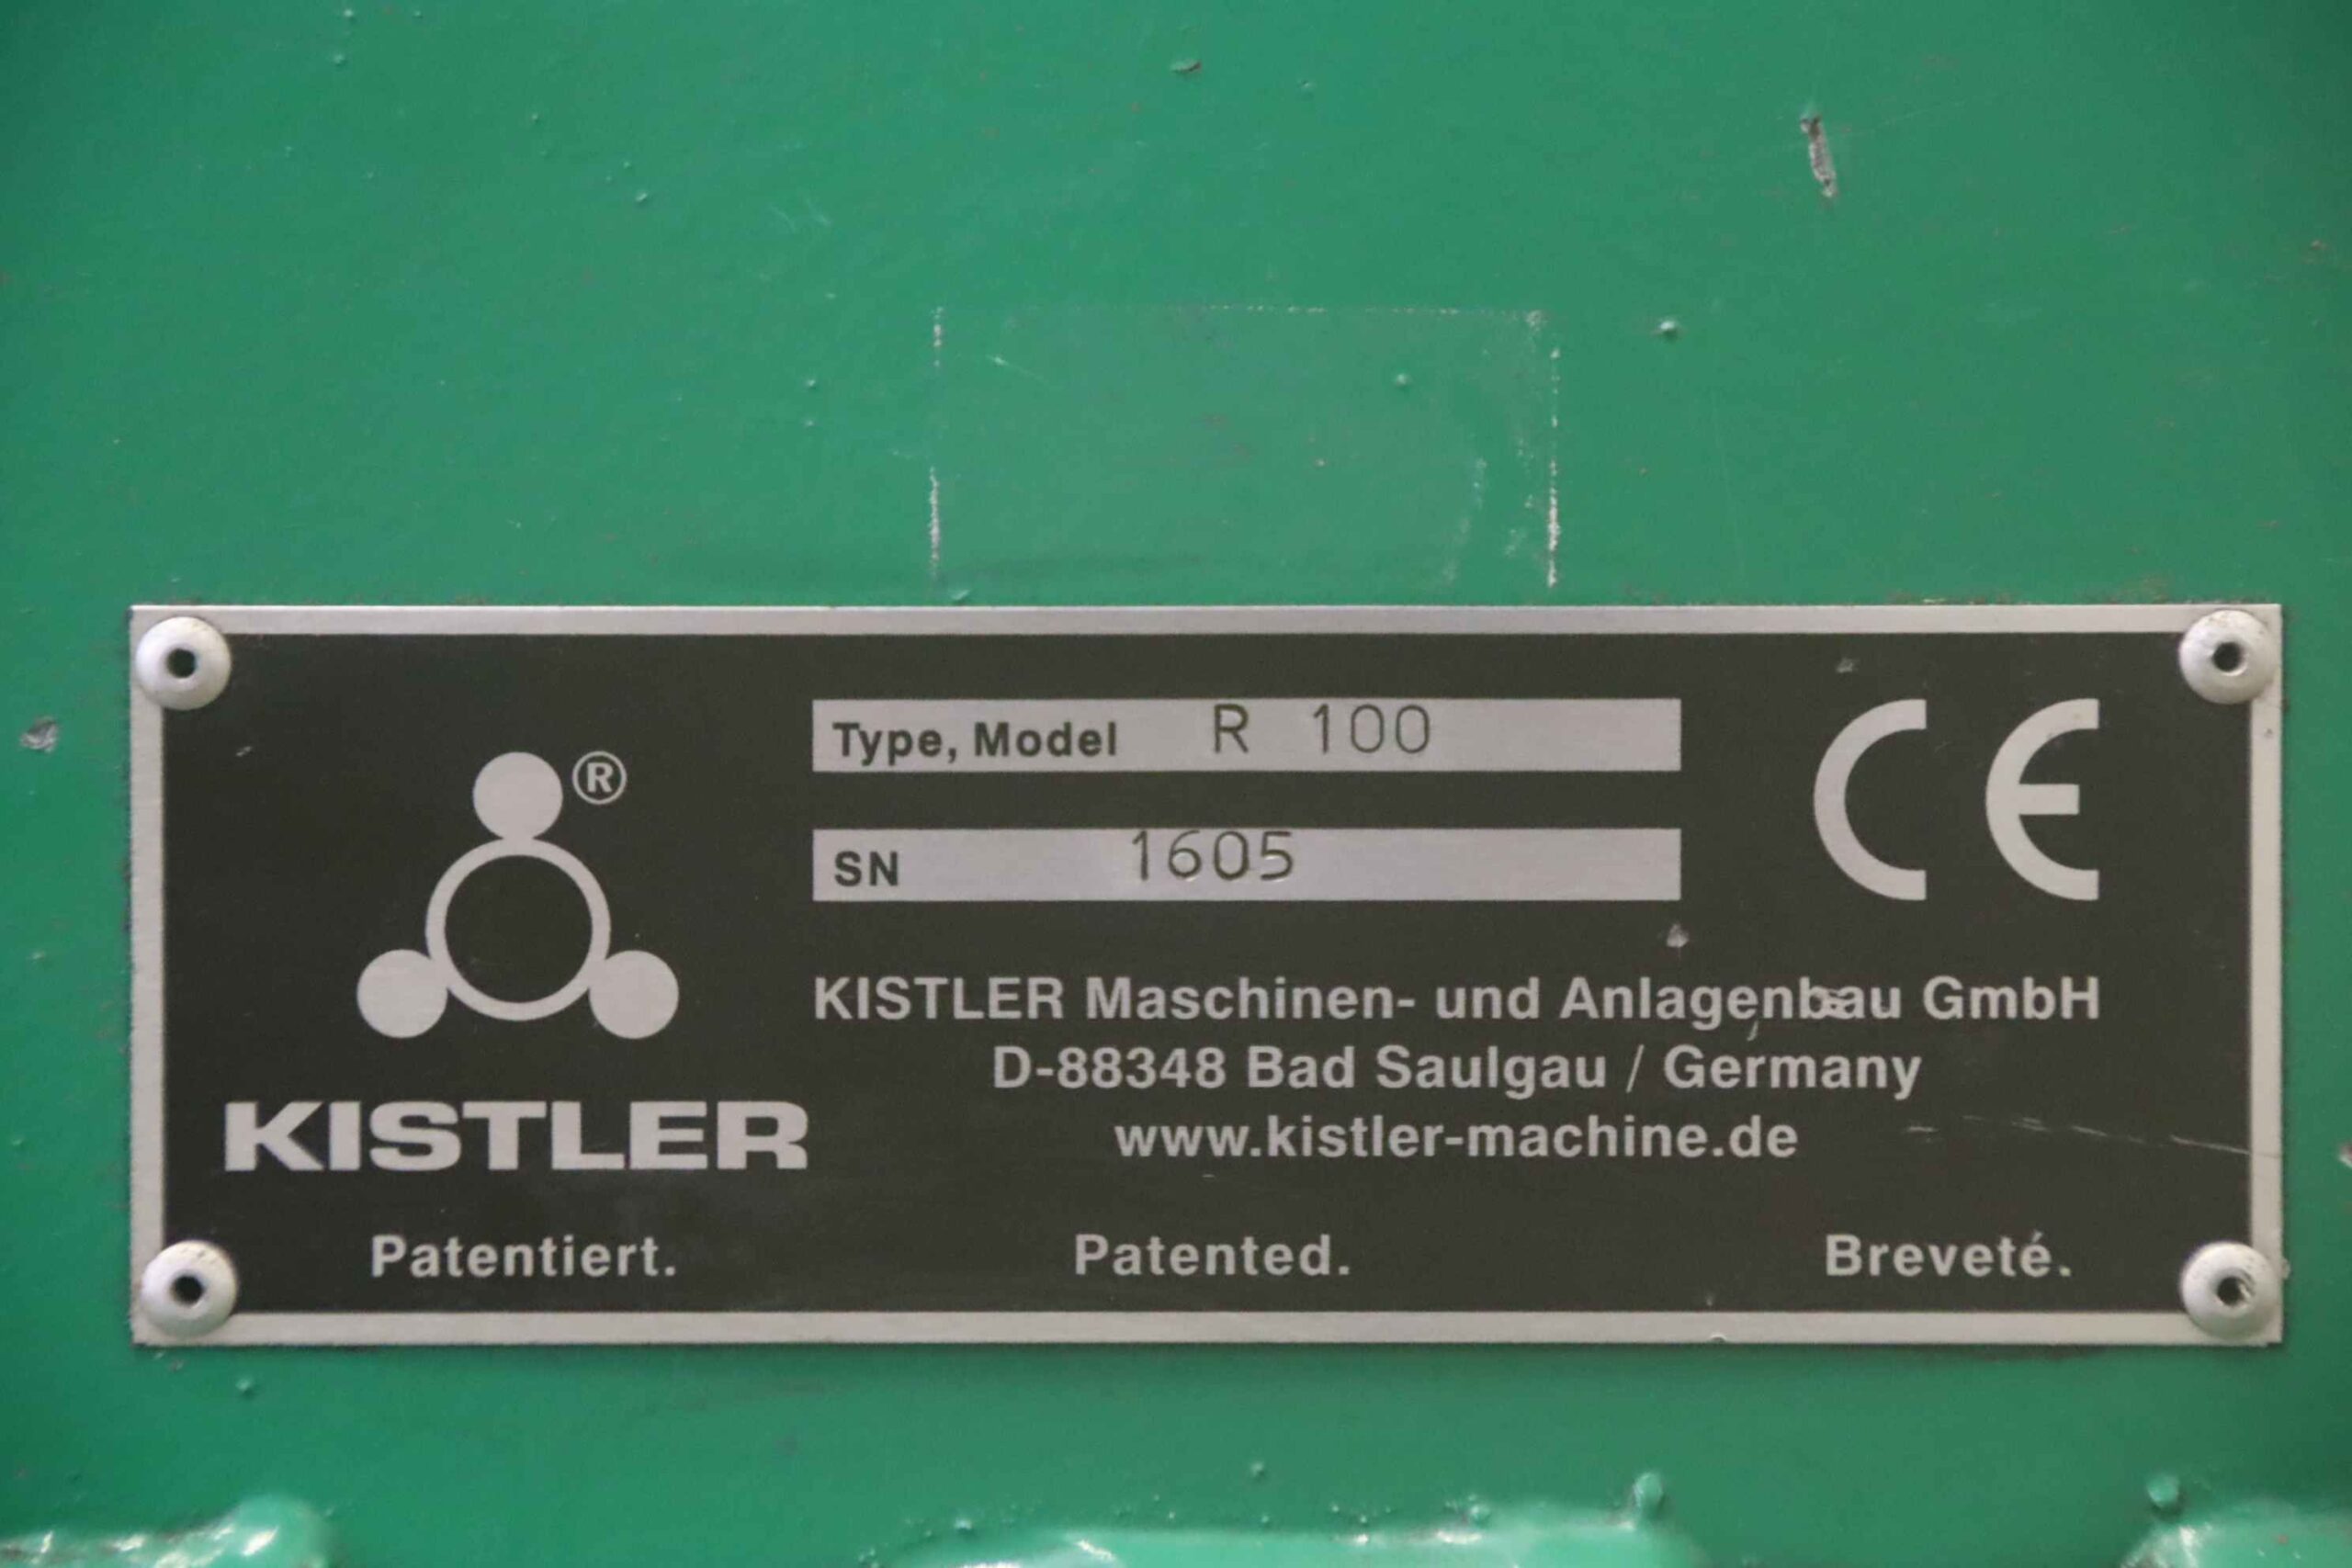 Type, Model R 100
SN 1605
®
KISTLER
KISTLER Maschinen- und Anlagenbau GmbH
D-88348 Bad Saulgau / Germany
www.kistler-machine.de
CE
Patentiert. Patented. Breveté.